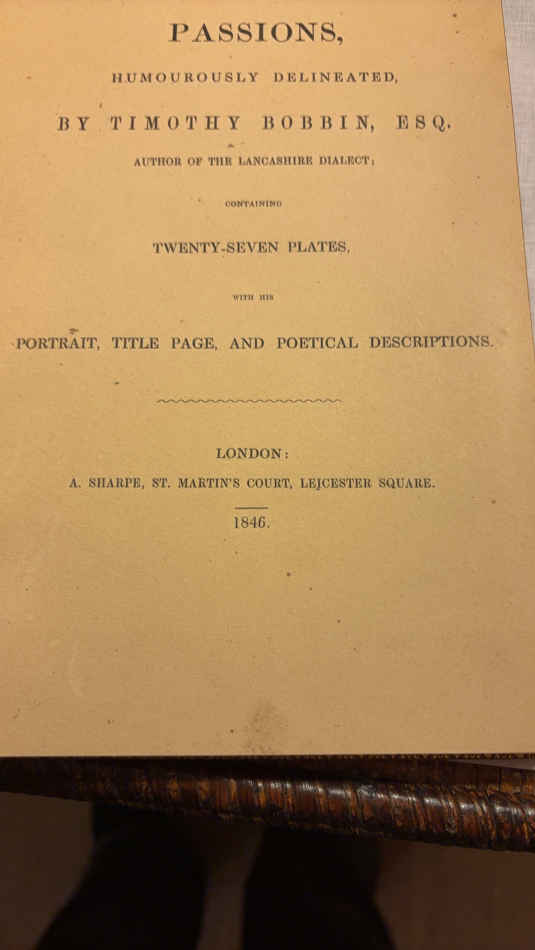 PASSIONS,
HUMOUROUSLY DELINEATED,
BY TIMOTHY BOBBIN, ESQ.
AUTHOR OF THE LANCASHIRE DIALECT;
CONTAINING
TWENTY-SEVEN PLATES,
WITH HIS
PORTRAIT, TITLE PAGE, AND POETICAL DESCRIPTIONS.
LONDON:
A. SHARPE, ST. MARTIN'S COURT, LEICESTER SQUARE.
1846.